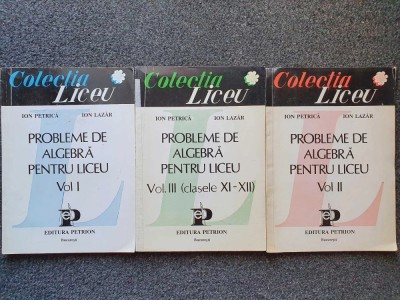 Colecția
Liceu
ION PETRICĂ ION LAZĂR
PROBLEME DE
ALGEBRĂ
PENTRU LICEU
Vol I
EDITURA PETRION
București
Colecția
Liceu
ION PETRICĂ ION LAZĂR
PROBLEME DE
ALGEBRĂ
PENTRU LICEU
Vol. III (clasele XI-XII)
EDITURA PETRION
București
Colecția
Liceu
ION PETRICĂ ION LAZĂR
PROBLEME DE
ALGEBRĂ
PENTRU LICEU
Vol II
EDITURA PETRION
București